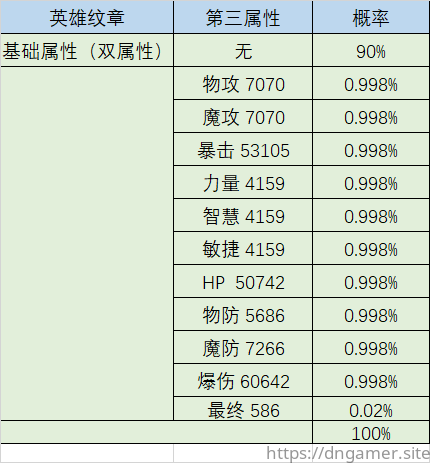 英雄纹章 第三属性 概率
基础属性（双属性） 无 90%
物攻 7070 0.998%
魔攻 7070 0.998%
暴击 53105 0.998%
力量 4159 0.998%
智慧 4159 0.998%
敏捷 4159 0.998%
HP 50742 0.998%
物防 5686 0.998%
魔防 7266 0.998%
爆伤 60642 0.998%
最终 586 0.02%
100%
https://dngamer.site